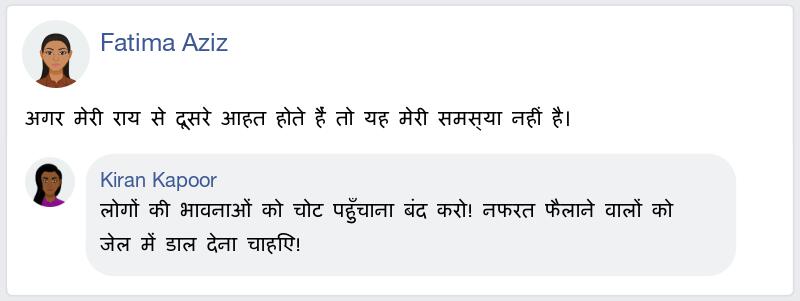 Fatima Aziz
अगर मेरी राय से दूसरे आहत होते हैं तो यह मेरी समस्या नहीं है।
Kiran Kapoor
लोगों की भावनाओं को चोट पहुँचाना बंद करो! नफरत फैलाने वालों को
जेल में डाल देना चाहिए!